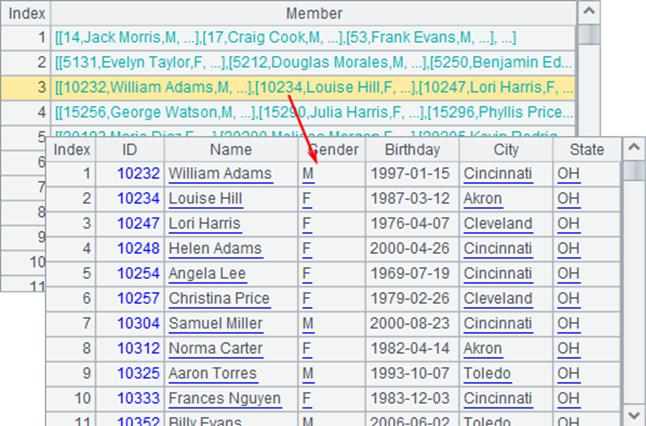 Index Member
1 [[14,Jack Morris,M, ...],[17,Craig Cook,M, ...],[53,Frank Evans,M, ...], ...]
2 [[5131,Evelyn Taylor,F, ...],[5212,Douglas Morales,M, ...],[5250,Benjamin Ed...
3 [[10232,William Adams,M, ...],[10234,Louise Hill,F, ...],[10247,Lori Harris,F, ...
4 [[15256,George Watson,M, ...],[15290,Julia Harris,F, ...],[15296,Phyllis Price...
5
6
7
8
9
10
11
Index ID Name Gender Birthday City State
1 10232 William Adams M 1997-01-15 Cincinnati OH
2 10234 Louise Hill F 1987-03-12 Akron OH
3 10247 Lori Harris F 1976-04-07 Cleveland OH
4 10248 Helen Adams F 2000-04-26 Cincinnati OH
5 10254 Angela Lee F 1969-07-19 Cincinnati OH
6 10257 Christina Price F 1979-02-26 Cleveland OH
7 10304 Samuel Miller M 2000-08-23 Cincinnati OH
8 10312 Norma Carter F 1982-04-14 Akron OH
9 10325 Aaron Torres M 1993-10-07 Toledo OH
10 10333 Frances Nguyen F 1983-12-03 Cincinnati OH
11 10352 Billy Evans M 2006-06-02 Toledo OH